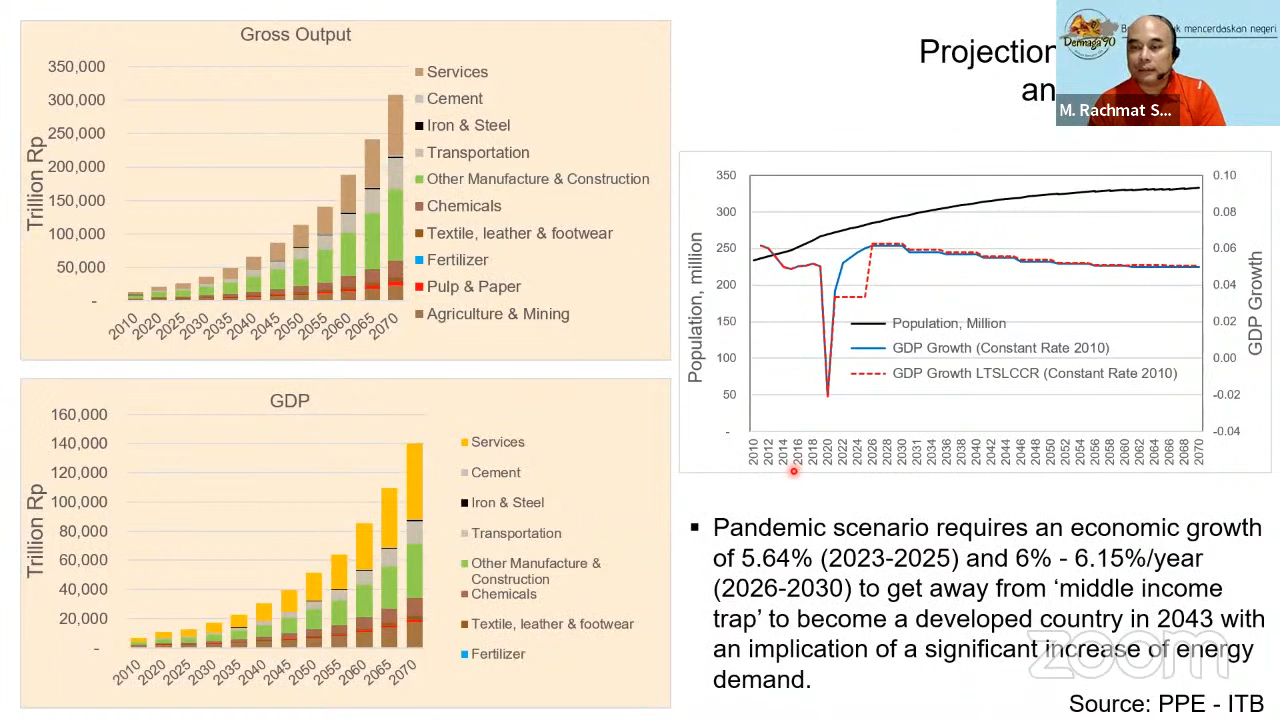 Gross Output
350,000
300,000
250,000
200,000
150,000
100,000
50,000
-
Trillion Rp
2010
2020
2025
2030
2035
2040
2045
2050
2055
2060
2065
2070
Services
Cement
Iron & Steel
Transportation
Other Manufacture & Construction
Chemicals
Textile, leather & footwear
Fertilizer
Pulp & Paper
Agriculture & Mining
GDP
160,000
140,000
120,000
100,000
80,000
60,000
40,000
20,000
-
Trillion Rp
2010
2020
2025
2030
2035
2040
2045
2050
2055
2060
2065
2070
Services
Cement
Iron & Steel
Transportation
Other Manufacture &
Construction
Chemicals
Textile, leather & footwear
Fertilizer
Projection
an
Dermaga'90
mencerdaskan negeri
M. Rachmat S...
350
300
250
200
150
100
50
-
Population, million
0.10
0.08
0.06
0.04
0.02
0.00
-0.02
-0.04
GDP Growth
Population, Million
GDP Growth (Constant Rate 2010)
GDP Growth LTSLCCR (Constant Rate 2010)
2010
2012
2014
2016
2018
2020
2022
2024
2026
2028
2030
2032
2034
2036
2038
2040
2042
2044
2046
2048
2050
2052
2054
2056
2058
2060
2062
2064
2066
2068
2070
▪ Pandemic scenario requires an economic growth
of 5.64% (2023-2025) and 6% - 6.15%/year
(2026-2030) to get away from ‘middle income
trap’ to become a developed country in 2043 with
an implication of a significant increase of energy
demand.
zoom
Source: PPE - ITB